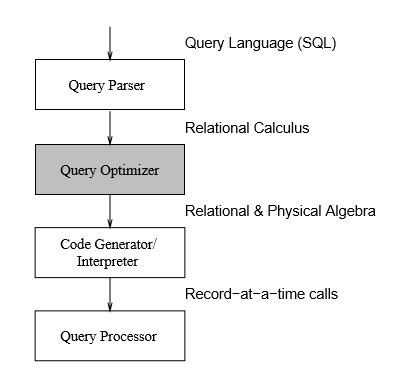 Query Language (SQL)
Query Parser
Relational Calculus
Query Optimizer
Relational & Physical Algebra
Code Generator/
Interpreter
Record−at−a−time calls
Query Processor